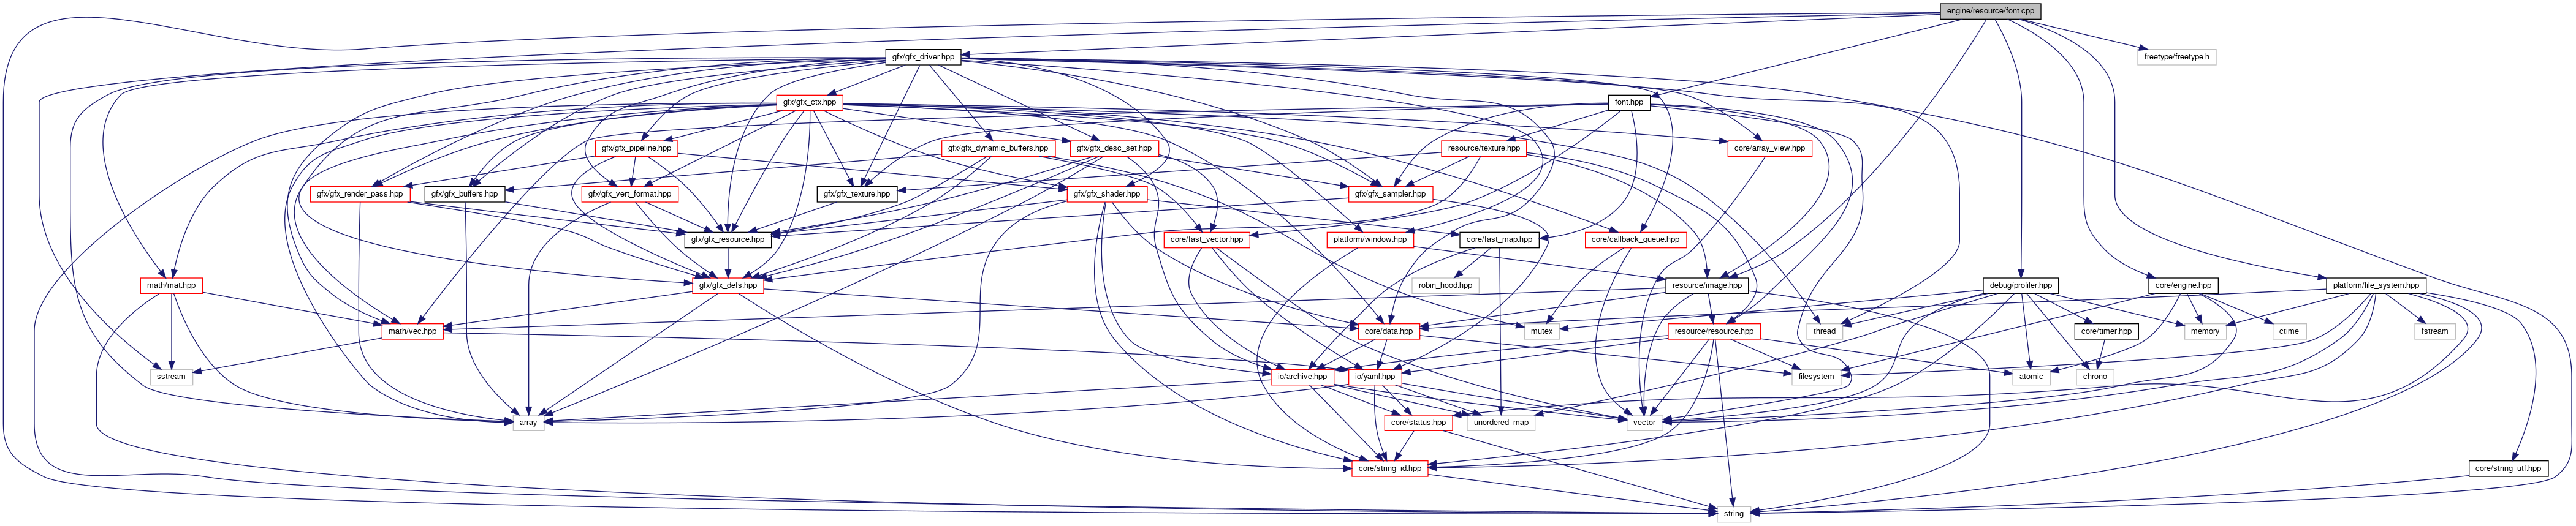 engine/resource/font.cpp
gfx/gfx_driver.hpp
freetype/freetype.h
gfx/gfx_ctx.hpp
font.hpp
gfx/gfx_pipeline.hpp
gfx/gfx_dynamic_buffers.hpp
gfx/gfx_desc_set.hpp
resource/texture.hpp
core/array_view.hpp
gfx/gfx_render_pass.hpp
gfx/gfx_buffers.hpp
gfx/gfx_vert_format.hpp
gfx/gfx_texture.hpp
gfx/gfx_shader.hpp
gfx/gfx_sampler.hpp
gfx/gfx_resource.hpp
core/fast_vector.hpp
platform/window.hpp
core/fast_map.hpp
core/callback_queue.hpp
math/mat.hpp
gfx/gfx_defs.hpp
robin_hood.hpp
resource/image.hpp
debug/profiler.hpp
core/engine.hpp
platform/file_system.hpp
math/vec.hpp
core/data.hpp
mutex
resource/resource.hpp
thread
core/timer.hpp
memory
ctime
fstream
sstream
io/archive.hpp
io/yaml.hpp
filesystem
atomic
chrono
array
core/status.hpp
unordered_map
vector
core/string_id.hpp
core/string_utf.hpp
string